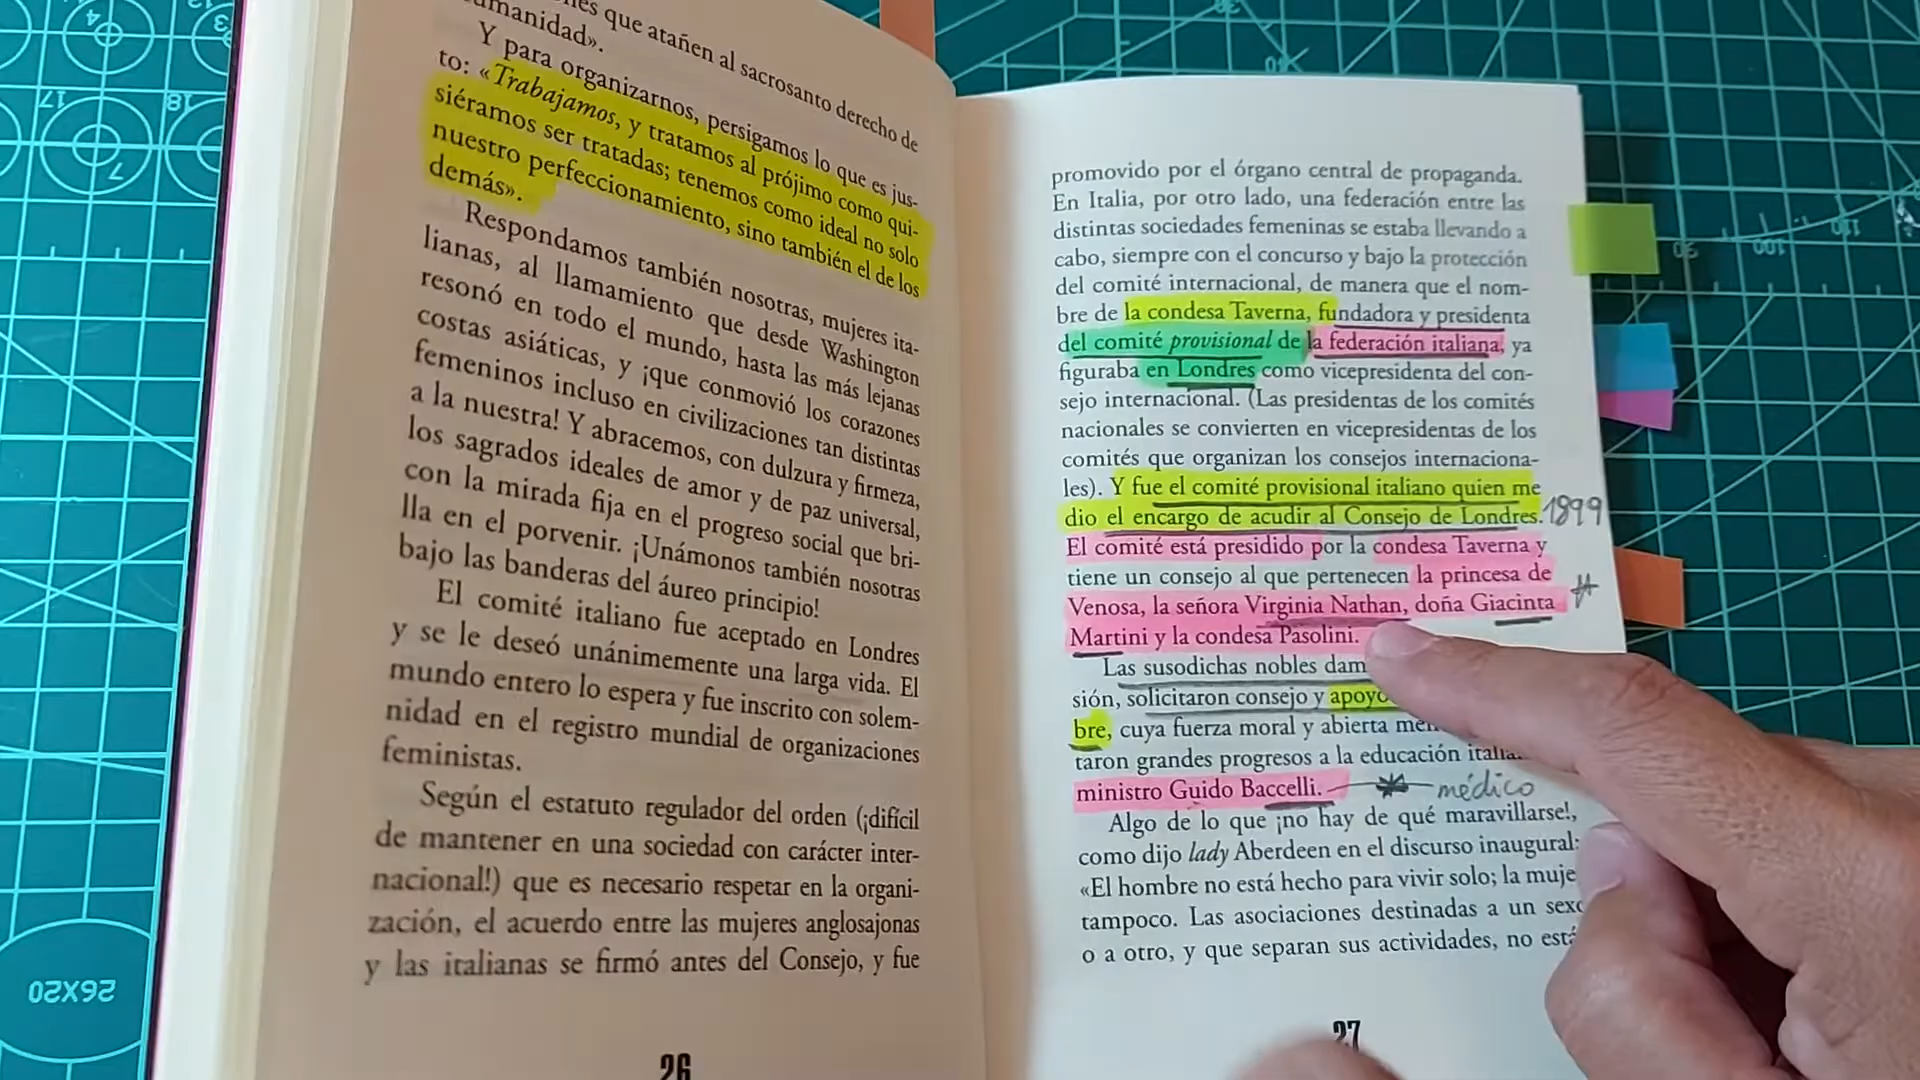 que atañen al sacrosanto derecho de
umanidad».
Y para organizarnos, persigamos lo que es jus-
to: «Trabajamos, y tratamos al prójimo como qui-
siéramos ser tratadas; tenemos como ideal no solo
nuestro perfeccionamiento, sino también el de los
demás».
Respondamos también nosotras, mujeres ita-
lianas, al llamamiento que desde Washington
resonó en todo el mundo, hasta las más lejanas
costas asiáticas, y ¡que conmovió los corazones
femeninos incluso en civilizaciones tan distintas
a la nuestra! Y abracemos, con dulzura y firmeza,
los sagrados ideales de amor y de paz universal,
con la mirada fija en el progreso social que bri-
lla en el porvenir. ¡Unámonos también nosotras
bajo las banderas del áureo principio!
El comité italiano fue aceptado en Londres
y se le deseó unánimemente una larga vida. El
mundo entero lo espera y fue inscrito con solem-
nidad en el registro mundial de organizaciones
feministas.
Según el estatuto regulador del orden (¡difícil
de mantener en una sociedad con carácter inter-
nacional!) que es necesario respetar en la organi-
zación, el acuerdo entre las mujeres anglosajonas
y las italianas se firmó antes del Consejo, y fue
26
promovido por el órgano central de propaganda.
En Italia, por otro lado, una federación entre las
distintas sociedades femeninas se estaba llevando a
cabo, siempre con el concurso y bajo la protección
del comité internacional, de manera que el nom-
bre de la condesa Taverna, fundadora y presidenta
del comité provisional de la federación italiana, ya
figuraba en Londres como vicepresidenta del con-
sejo internacional. (Las presidentas de los comités
nacionales se convierten en vicepresidentas de los
comités que organizan los consejos internaciona-
les). Y fue el comité provisional italiano quien me
dio el encargo de acudir al Consejo de Londres. 1899
El comité está presidido por la condesa Taverna y
tiene un consejo al que pertenecen la princesa de
Venosa, la señora Virginia Nathan, doña Giacinta
Martini y la condesa Pasolini.
Las susodichas nobles dam
sión, solicitaron consejo y apoyo
bre, cuya fuerza moral y abierta
taron grandes progresos a la educación
ministro Guido Baccelli. médico
Algo de lo que ¡no hay de qué maravillarse!,
como dijo lady Aberdeen en el discurso inaugural:
«El hombre no está hecho para vivir solo; la muje
tampoco. Las asociaciones destinadas a un sexo
o a otro, y que separan sus actividades, no está
27
26X20